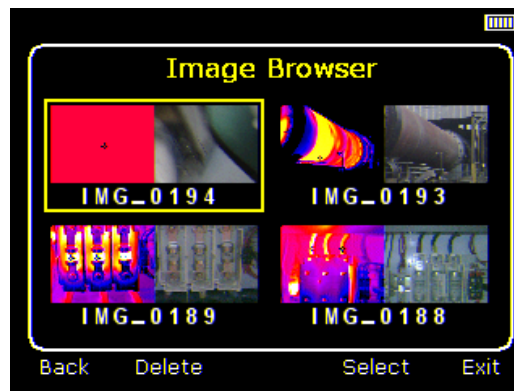 Image Browser
IMG_0194 IMG_0193
IMG_0189 IMG_0188
Back Delete Select Exit